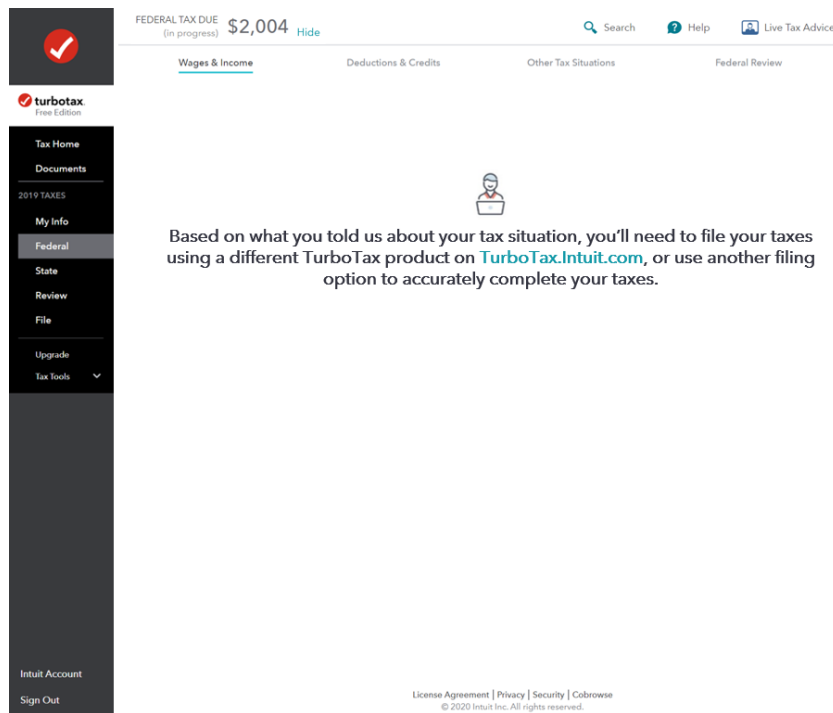 FEDERAL TAX DUE
(in progress)
$2,004 Hide
Search
Help
Live Tax Advice
Wages & Income
Deductions & Credits
Other Tax Situations
Federal Review
turbotax.
Free Edition
Tax Home
Documents
2019 TAXES
My Info
Federal
State
Review
File
Upgrade
Tax Tools
Based on what you told us about your tax situation, you'll need to file your taxes
using a different TurboTax product on TurboTax.Intuit.com, or use another filing
option to accurately complete your taxes.
Intuit Account
Sign Out
License Agreement | Privacy | Security | Cobrowse
© 2020 Intuit Inc. All rights reserved.